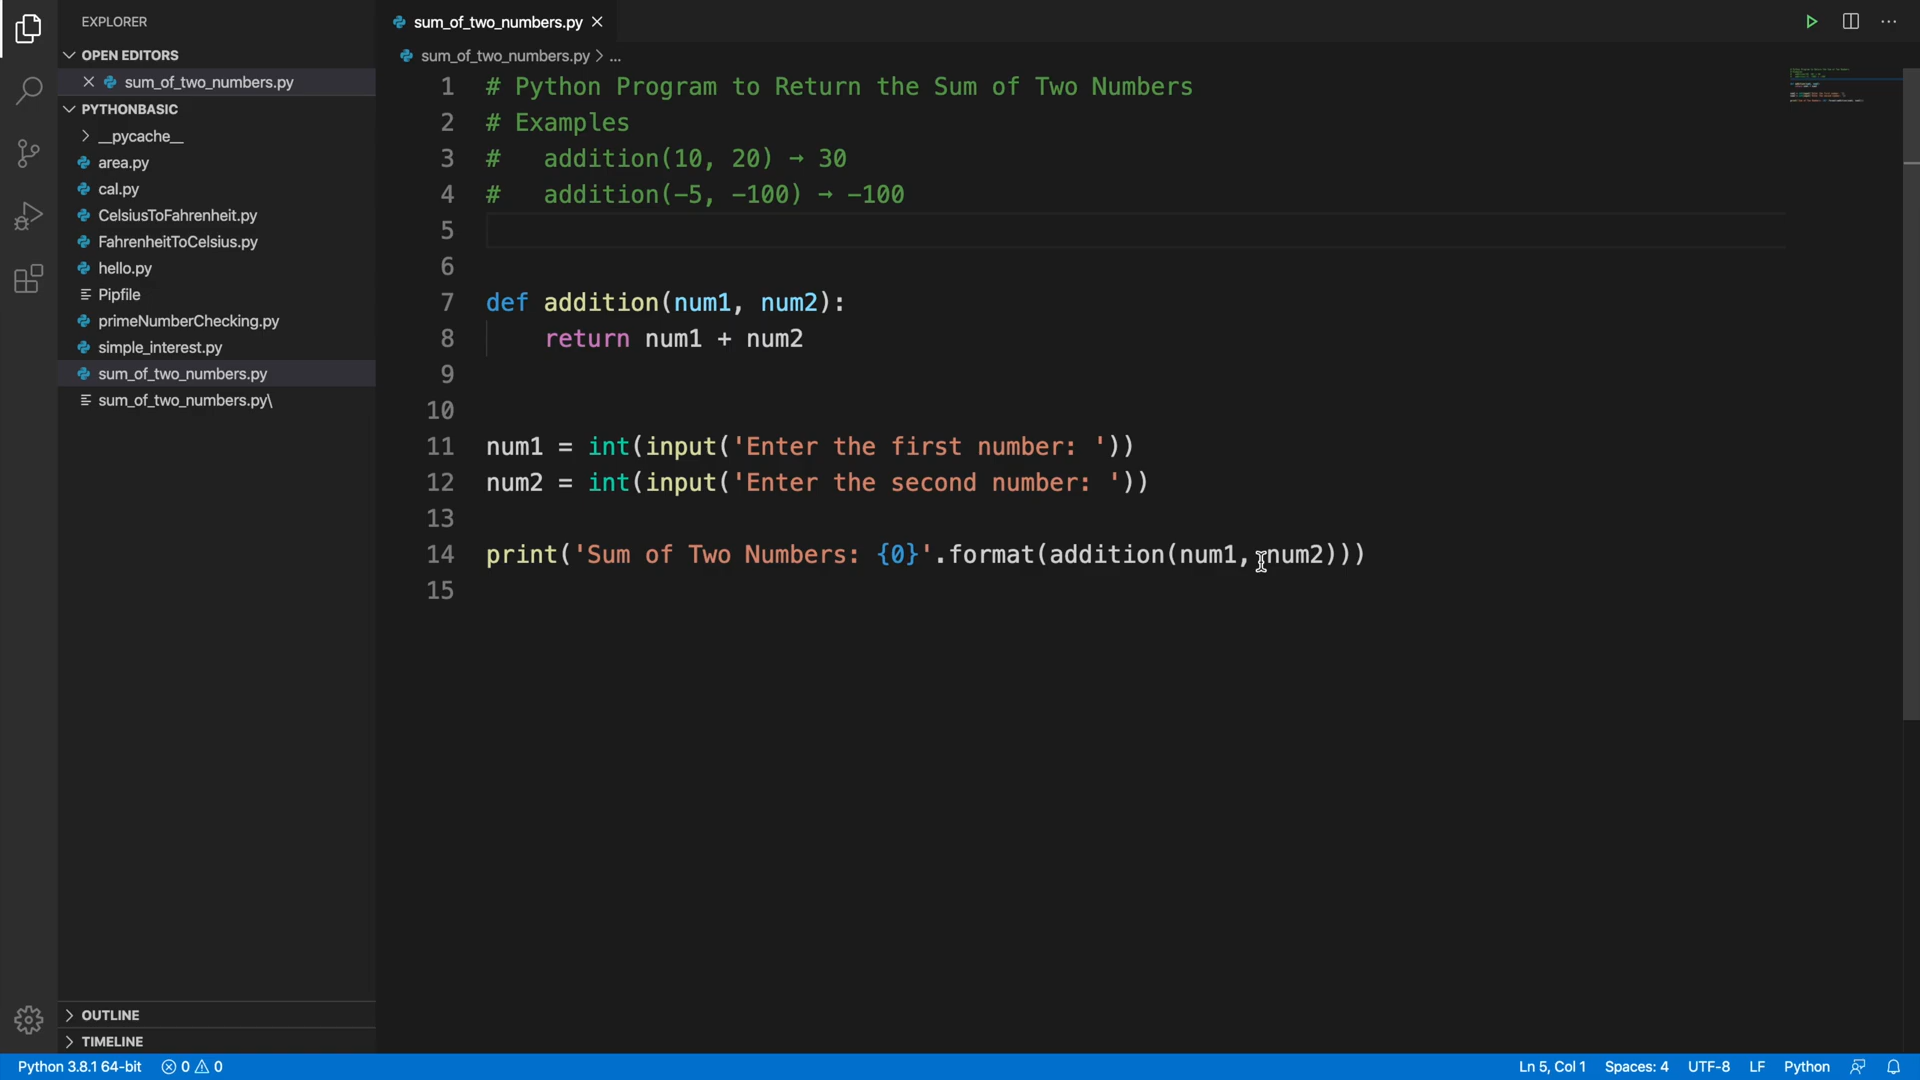 EXPLORER
OPEN EDITORS
sum_of_two_numbers.py
PYTHONBASIC
__pycache__
area.py
cal.py
CelsiusToFahrenheit.py
FahrenheitToCelsius.py
hello.py
Pipfile
primeNumberChecking.py
simple_interest.py
sum_of_two_numbers.py
sum_of_two_numbers.py\
OUTLINE
TIMELINE
sum_of_two_numbers.py
sum_of_two_numbers.py > ...
1 # Python Program to Return the Sum of Two Numbers
2 # Examples
3 #   addition(10, 20) → 30
4 #   addition(-5, -100) → -100
5
6
7 def addition(num1, num2):
8     return num1 + num2
9
10
11 num1 = int(input('Enter the first number: '))
12 num2 = int(input('Enter the second number: '))
13
14 print('Sum of Two Numbers: {0}'.format(addition(num1, num2)))
15
Python 3.8.1 64-bit 0 0 Ln 5, Col 1 Spaces: 4 UTF-8 LF Python